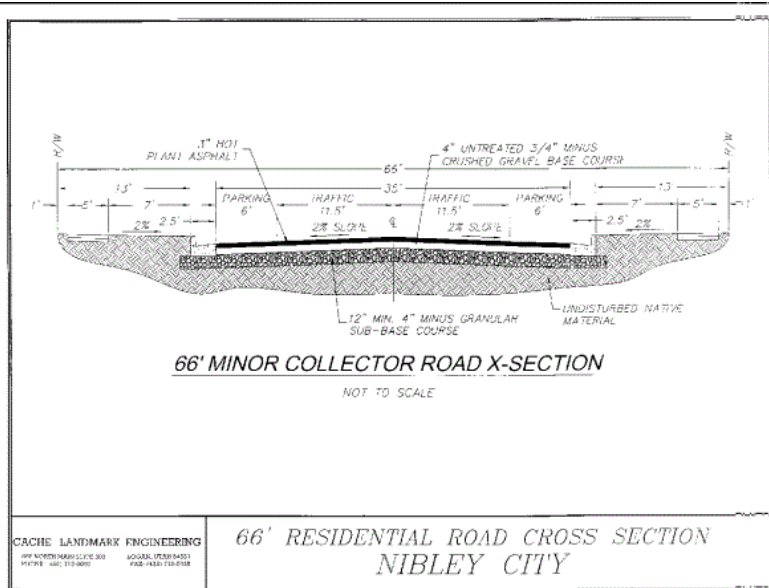 3" HOT
PLANT ASPHALT
4" UNTREATED 3/4" MINUS
CRUSHED GRAVEL BASE COURSE
R/W
R/W
66'
13'
35'
13'
1'
5'
7'
PARKING
6'
TRAFFIC
11.5'
℄
TRAFFIC
11.5'
PARKING
6'
7'
5'
1'
2%
2.5'
2% SLOPE
2% SLOPE
2.5'
2%
12" MIN. 4" MINUS GRANULAR
SUB-BASE COURSE
UNDISTURBED NATIVE
MATERIAL
66' MINOR COLLECTOR ROAD X-SECTION
NOT TO SCALE
CACHE LANDMARK ENGINEERING
LOGAN, UTAH
66' RESIDENTIAL ROAD CROSS SECTION
NIBLEY CITY